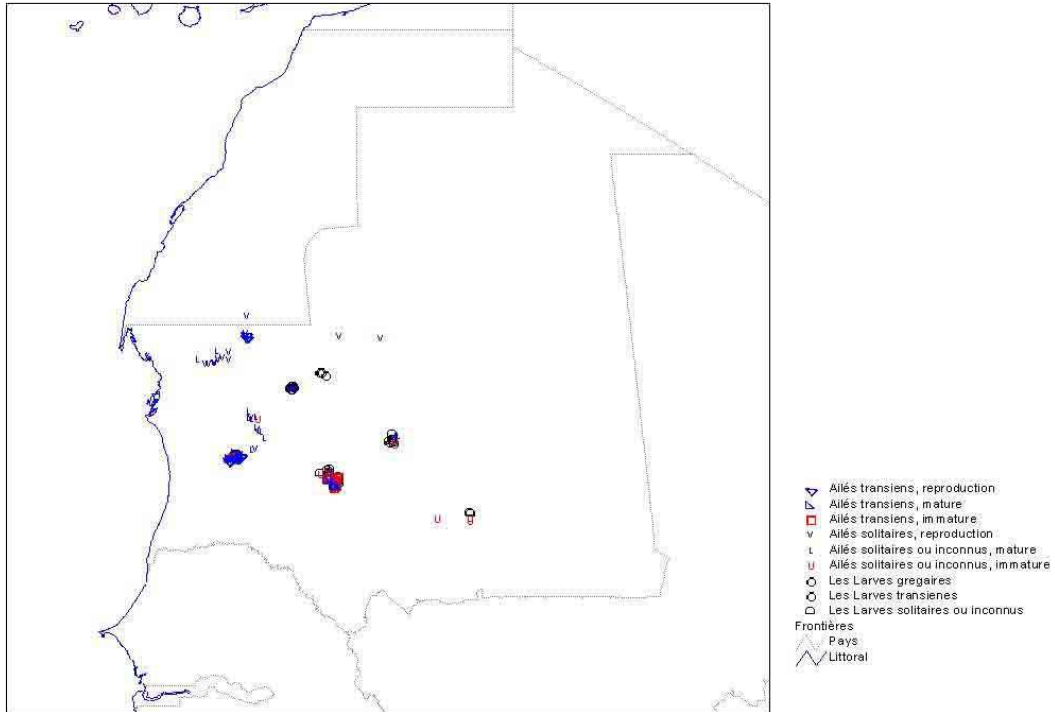 Ailés transiens, reproduction
Ailés transiens, mature
Ailés transiens, immature
Ailés solitaires, reproduction
Ailés solitaires ou inconnus, mature
Ailés solitaires ou inconnus, immature
Les Larves gregaires
Les Larves transienes
Les Larves solitaires ou inconnus
Frontières
Pays
Littoral